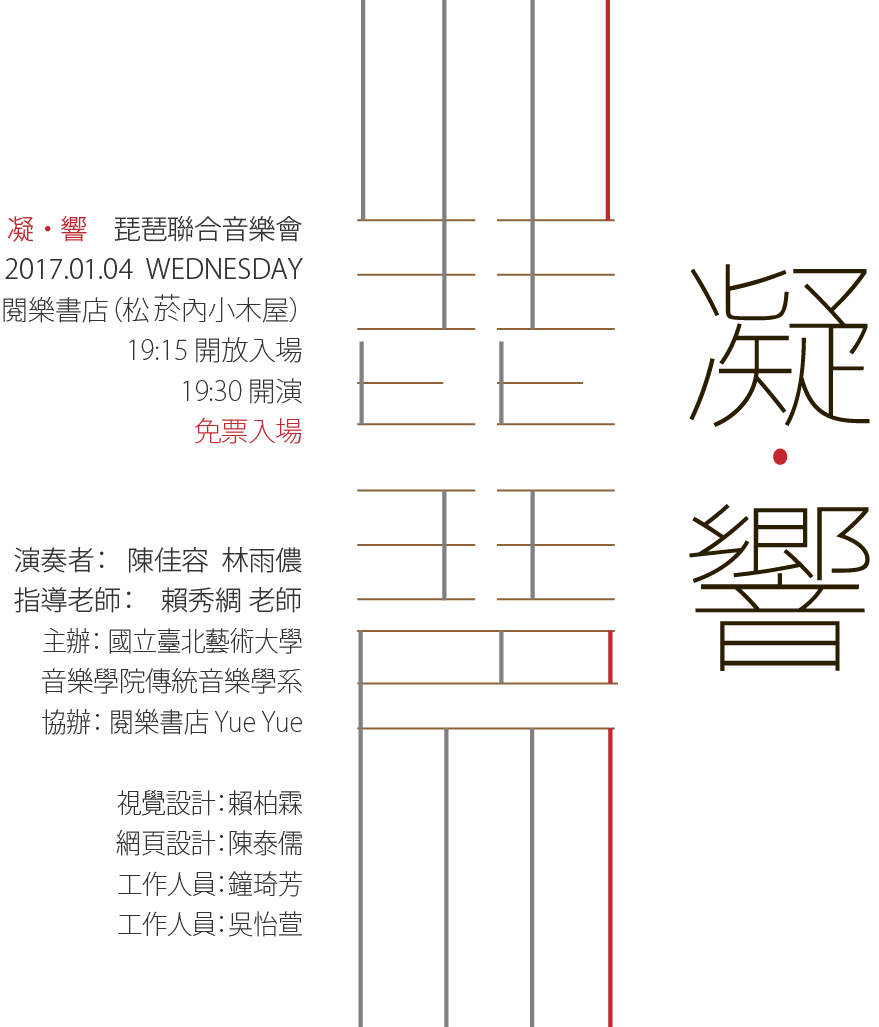 凝・響
凝・響 琵琶聯合音樂會
2017.01.04 WEDNESDAY
閱樂書店（松菸內小木屋）
19:15 開放入場
19:30 開演
免票入場
演奏者： 陳佳容 林雨儂
指導老師： 賴秀綢 老師
主辦：國立臺北藝術大學
音樂學院傳統音樂學系
協辦：閱樂書店 Yue Yue
視覺設計：賴柏霖
網頁設計：陳泰儒
工作人員：鐘琦芳
工作人員：吳怡萱